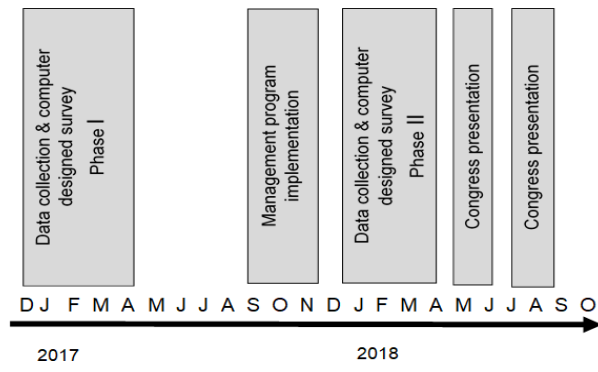 Data collection & computer
designed survey
Phase I
Management program
implementation
Data collection & computer
designed survey
Phase II
Congress presentation
Congress presentation
D J F M A M J J A S O N D J F M A M J J A S O
2017 2018